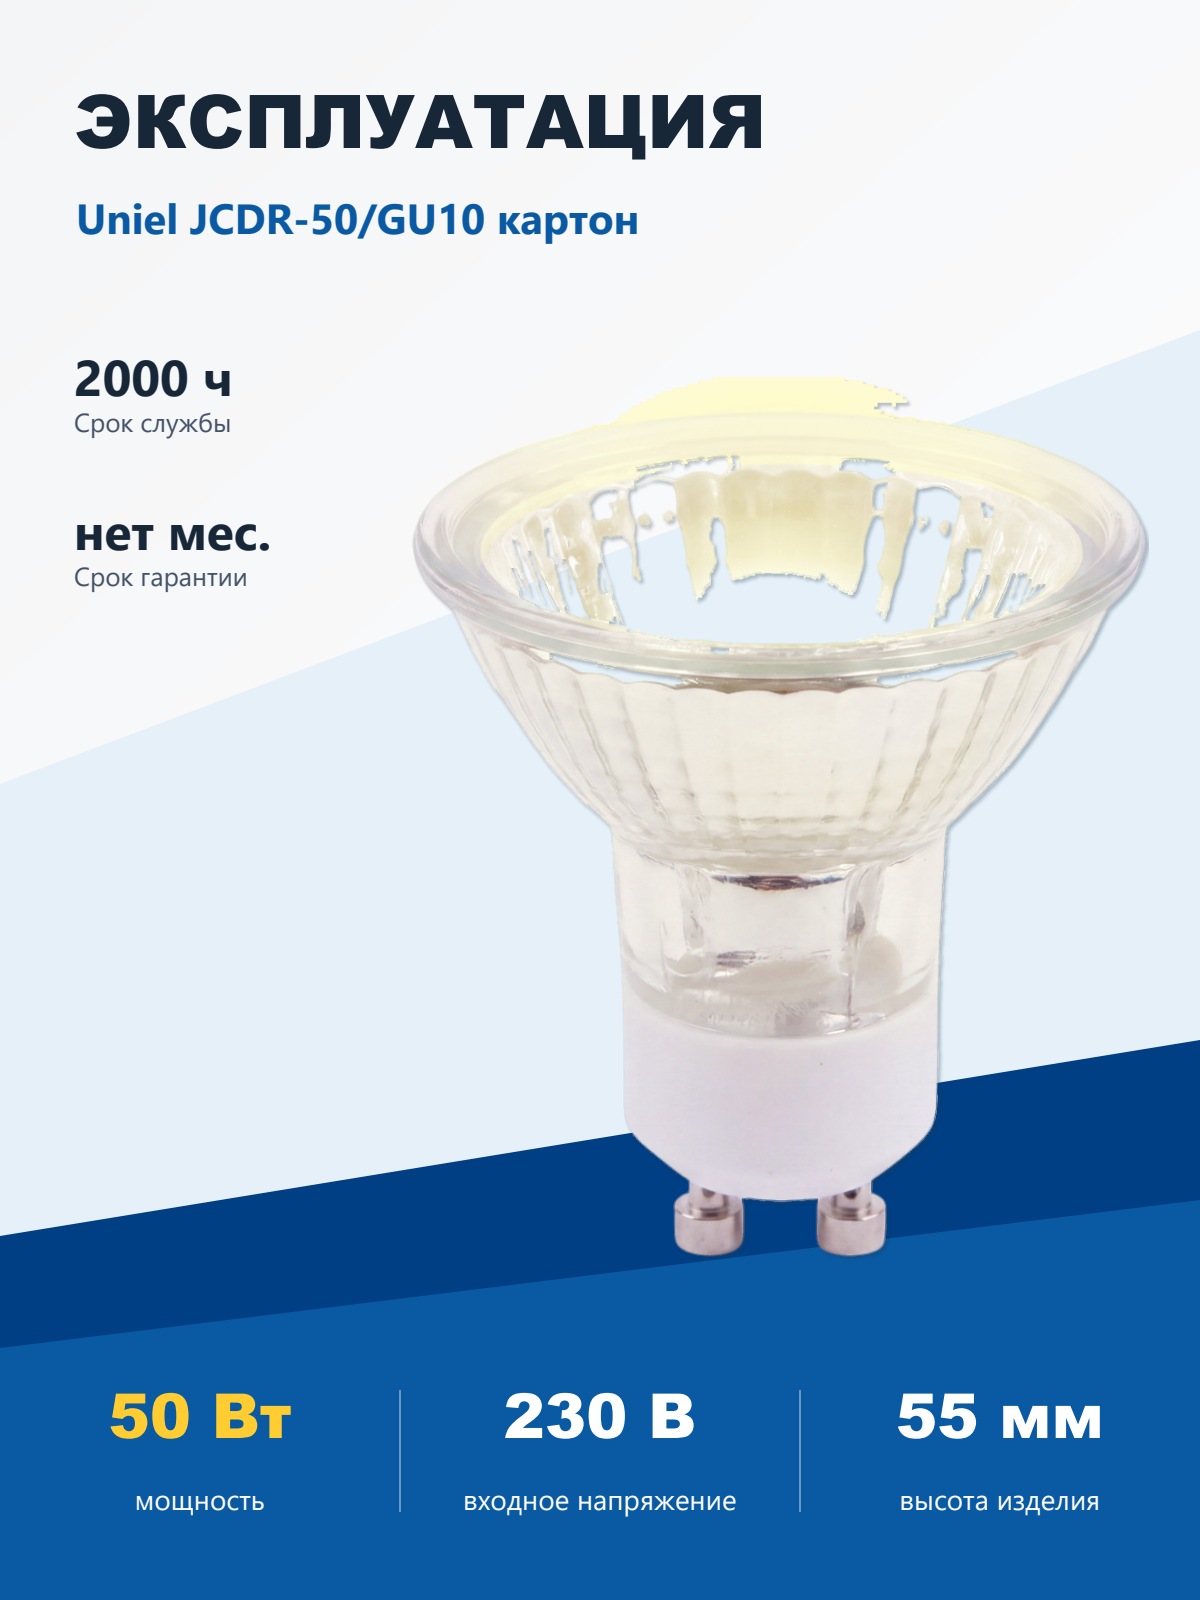 ЭКСПЛУАТАЦИЯ
Uniel JCDR-50/GU10 картон
2000 ч
Срок службы
нет мес.
Срок гарантии
50 Вт
мощность
230 В
входное напряжение
55 мм
высота изделия